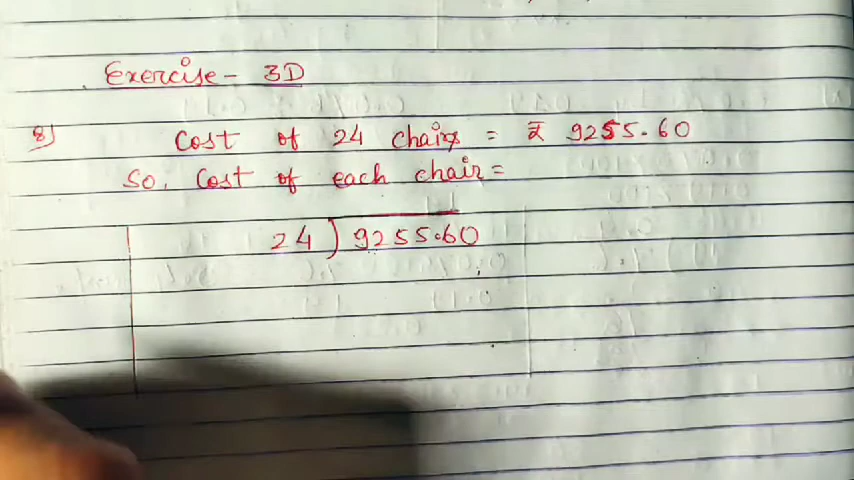 Exercise - 3D
8) Cost of 24 chairs = ₹ 9255.60
So, Cost of each chair =
24 ) 9255.60